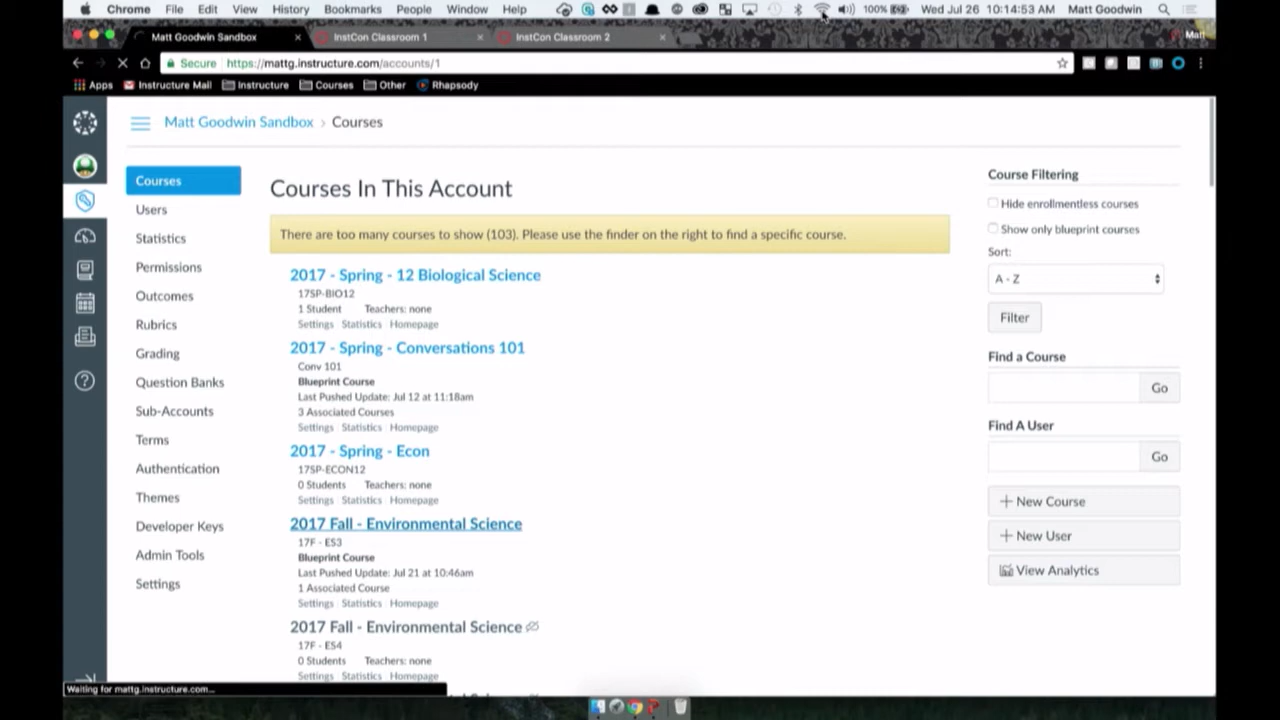 Chrome File Edit View History Bookmarks People Window Help 100% Wed Jul 26 10:14:53 AM Matt Goodwin
Matt Goodwin Sandbox InstCon Classroom 1 InstCon Classroom 2 Matt
Secure https://mattg.instructure.com/accounts/1
Apps Instructure Mail Instructure Courses Other Rhapsody
Matt Goodwin Sandbox › Courses
Courses
Users
Statistics
Permissions
Outcomes
Rubrics
Grading
Question Banks
Sub-Accounts
Terms
Authentication
Themes
Developer Keys
Admin Tools
Settings
Courses In This Account
There are too many courses to show (103). Please use the finder on the right to find a specific course.
2017 - Spring - 12 Biological Science
17SP-BIO12
1 Student Teachers: none
Settings Statistics Homepage
2017 - Spring - Conversations 101
Conv 101
Blueprint Course
Last Pushed Update: Jul 12 at 11:18am
3 Associated Courses
Settings Statistics Homepage
2017 - Spring - Econ
17SP-ECON12
0 Students Teachers: none
Settings Statistics Homepage
2017 Fall - Environmental Science
17F - ES3
Blueprint Course
Last Pushed Update: Jul 21 at 10:46am
1 Associated Course
Settings Statistics Homepage
2017 Fall - Environmental Science
17F - ES4
0 Students Teachers: none
Settings Statistics Homepage
Course Filtering
Hide enrollmentless courses
Show only blueprint courses
Sort:
A - Z
Filter
Find a Course
Go
Find A User
Go
+ New Course
+ New User
View Analytics
Waiting for mattg.instructure.com...